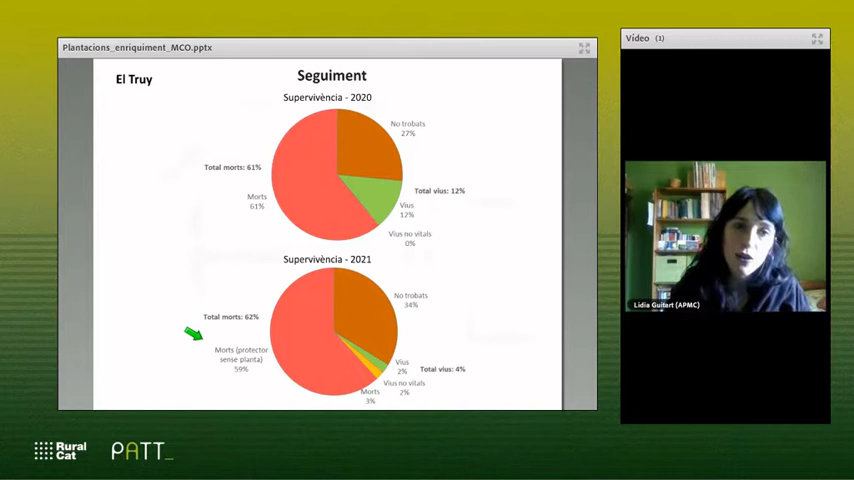 Plantacions_enriquiment_MCO.pptx
Vídeo (1)
El Truy
Seguiment
Supervivència - 2020
No trobats
27%
Total morts: 61%
Total vius: 12%
Morts
61%
Vius
12%
Vius no vitals
0%
Supervivència - 2021
No trobats
34%
Total morts: 62%
Morts (protector
sense planta)
59%
Vius
2%
Total vius: 4%
Vius no vitals
2%
Morts
3%
Lidia Guitart (APMC)
Rural
Cat
PATT_